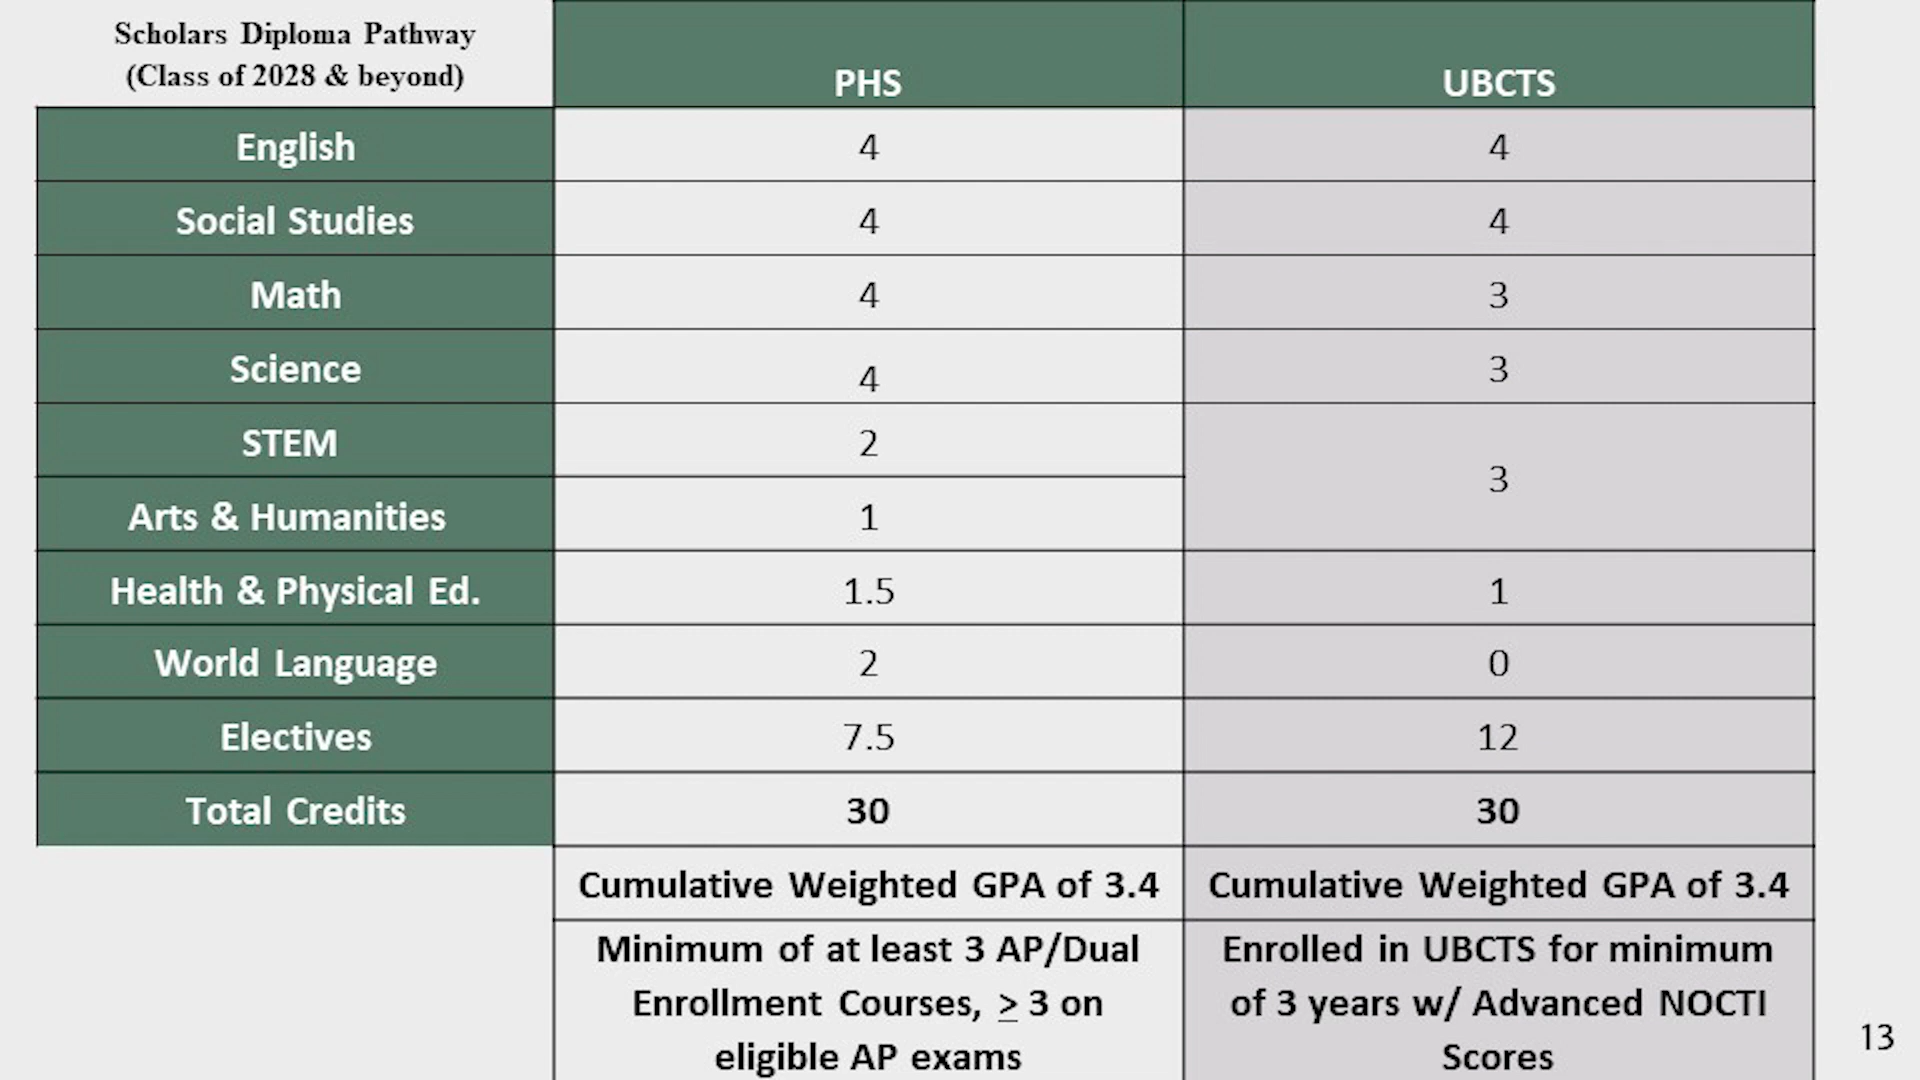 Scholars Diploma Pathway
(Class of 2028 & beyond)
PHS
UBCTS
English
4
4
Social Studies
4
4
Math
4
3
Science
4
3
STEM
2
3
Arts & Humanities
1
Health & Physical Ed.
1.5
1
World Language
2
0
Electives
7.5
12
Total Credits
30
30
Cumulative Weighted GPA of 3.4
Cumulative Weighted GPA of 3.4
Minimum of at least 3 AP/Dual
Enrollment Courses, ≥ 3 on
eligible AP exams
Enrolled in UBCTS for minimum
of 3 years w/ Advanced NOCTI
Scores
13